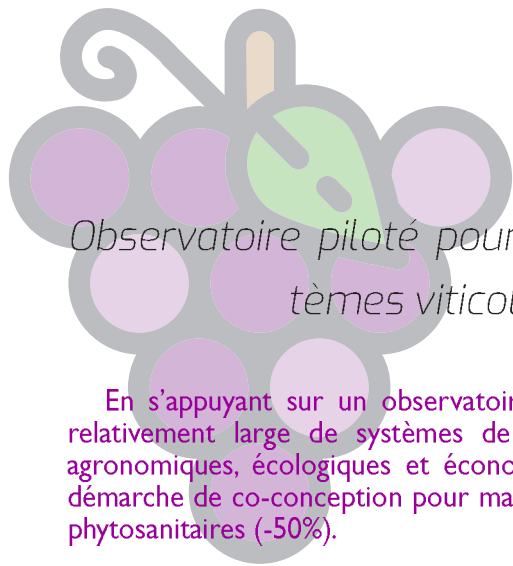 Observatoire piloté pour
tèmes viticol
En s’appuyant sur un observatoir
relativement large de systèmes de
agronomiques, écologiques et écono
démarche de co-conception pour ma
phytosanitaires (-50%).